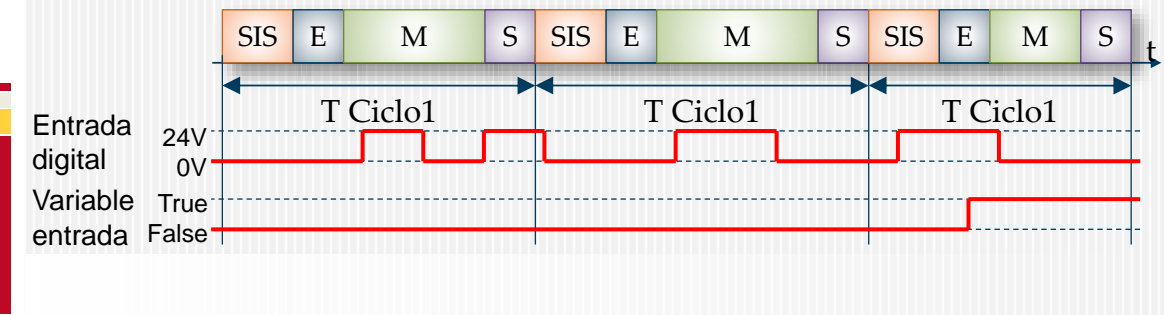 SIS E M S SIS E M S SIS E M S
t
T Ciclo1 T Ciclo1 T Ciclo1
Entrada 24V
digital 0V
Variable True
entrada False